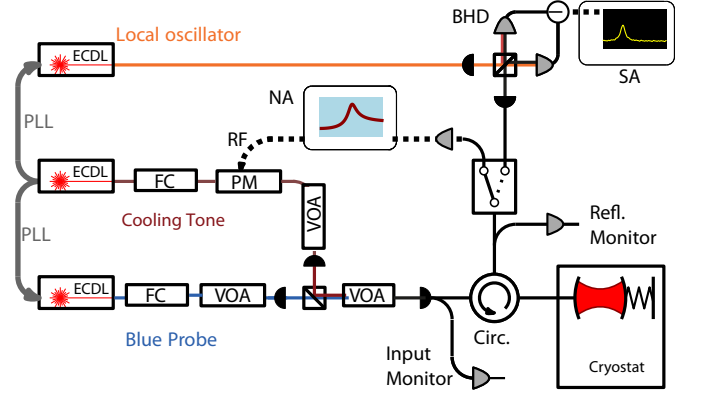 BHD
Local oscillator
ECDL
SA
NA
PLL
RF
ECDL
FC
PM
Cooling Tone
VOA
Refl.
Monitor
PLL
ECDL
FC
VOA
VOA
Circ.
Blue Probe
Input
Monitor
Cryostat